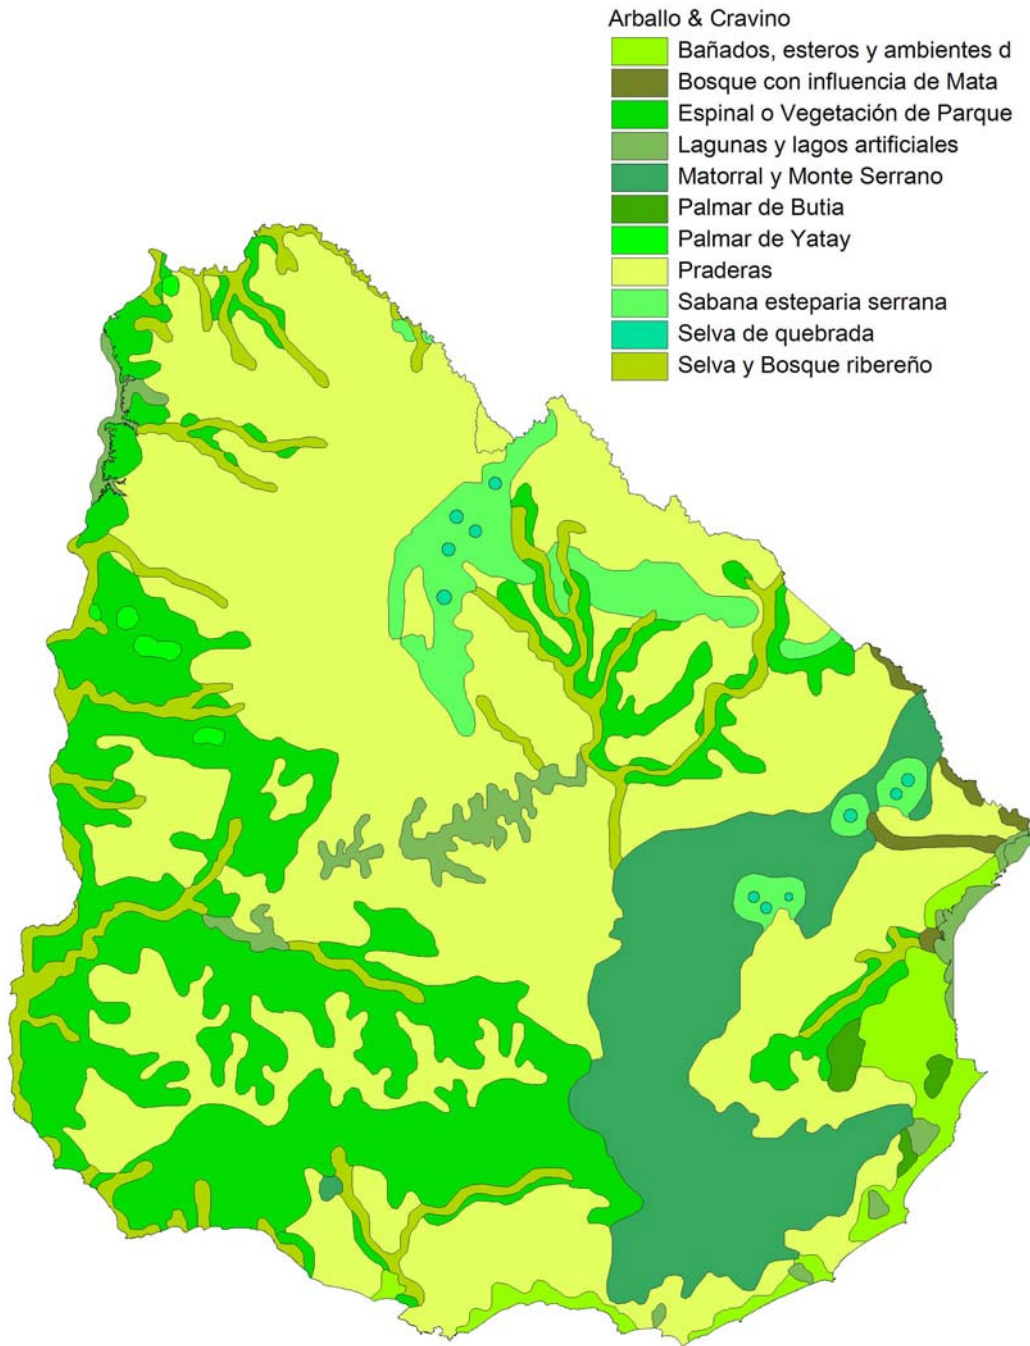 Arballo & Cravino
Bañados, esteros y ambientes d
Bosque con influencia de Mata
Espinal o Vegetación de Parque
Lagunas y lagos artificiales
Matorral y Monte Serrano
Palmar de Butia
Palmar de Yatay
Praderas
Sabana esteparia serrana
Selva de quebrada
Selva y Bosque ribereño